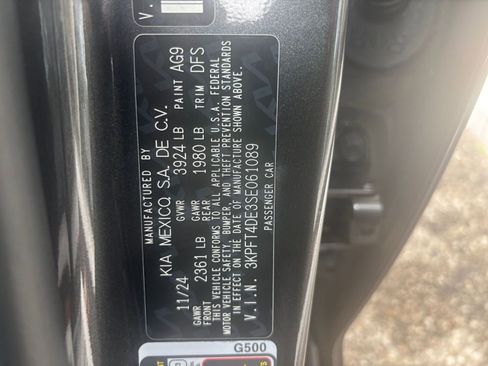 MANUFACTURED BY
KIA MEXICO S.A. DE C.V.
11/24 GVWR 3924 LB PAINT AG9
GAWR FRONT 2361 LB GAWR REAR 1980 LB TRIM DFS
THIS VEHICLE CONFORMS TO ALL APPLICABLE U.S.A. FEDERAL
MOTOR VEHICLE SAFETY, BUMPER, AND THEFT PREVENTION STANDARDS
IN EFFECT ON THE DATE OF MANUFACTURE SHOWN ABOVE.
V.I.N. 3KPFT4DE3SE061089
PASSENGER CAR
G500
V.